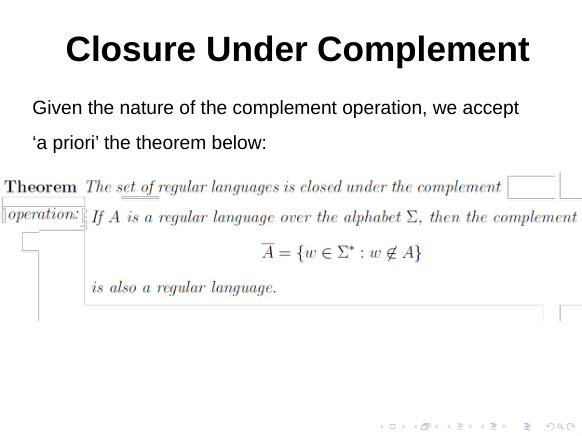 Closure Under Complement
Given the nature of the complement operation, we accept
‘a priori’ the theorem below:
Theorem The set of regular languages is closed under the complement
operation: If A is a regular language over the alphabet Σ, then the complement
A̅ = {w ∈ Σ* : w ∉ A}
is also a regular language.